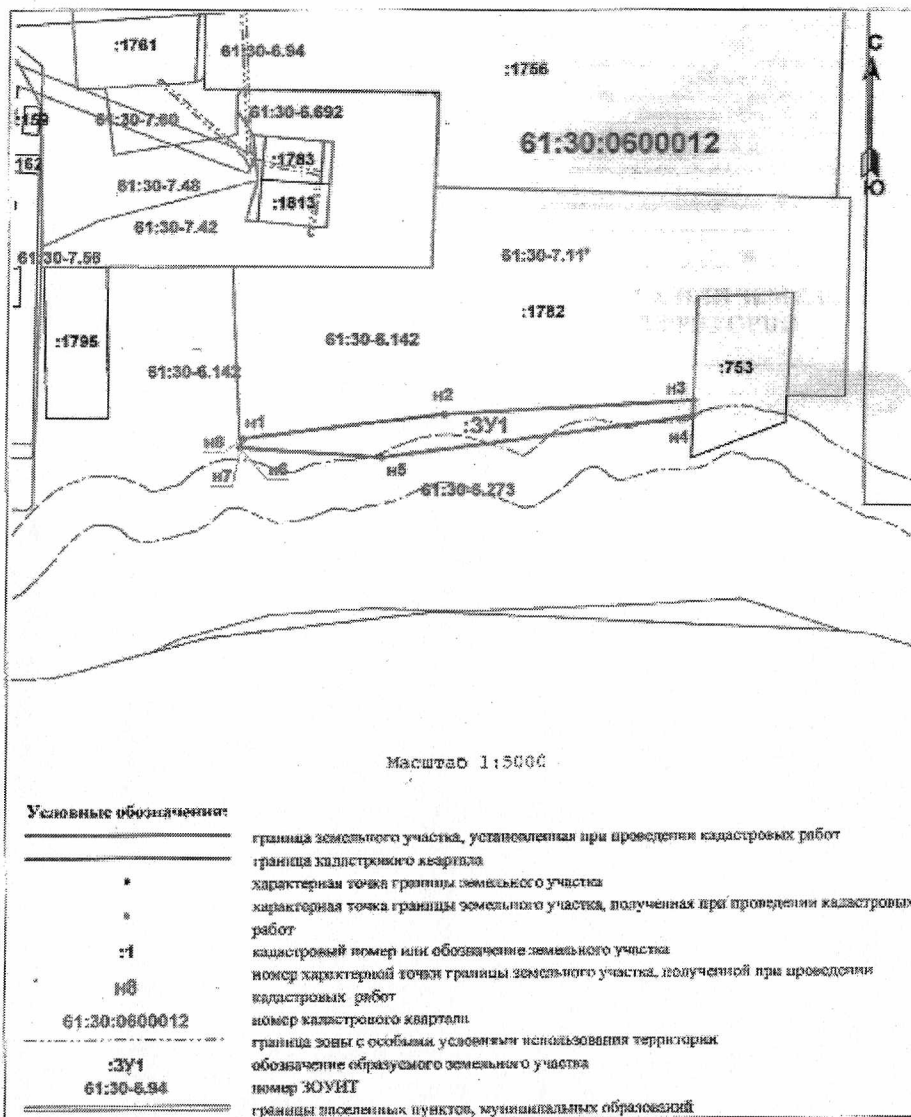 :1761
61:30-6.94
:1756
С
:159
61:30-7.60
61:30-6.692
61:30:0600012
162
:1783
Ю
61:30-7.48
:1813
61:30-7.42
61:30-7.56
61:30-7.11*
:1782
:1795
61:30-6.142
61:30-6.142
:753
н1
н2
н3
:ЗУ1
н8
н4
н7
н6
н5
61:30-6.273
Масштаб 1:5000
Условные обозначения:
граница земельного участка, установленная при проведении кадастровых работ
граница кадастрового квартала
характерная точка границы земельного участка
характерная точка границы земельного участка, полученная при проведении кадастровых
работ
:1
кадастровый номер или обозначение земельного участка
номер характерной точки границы земельного участка, полученной при проведении
н8
кадастровых работ
61:30:0600012
номер кадастрового квартала
граница зоны с особыми условиями использования территории
:ЗУ1
обозначение образуемого земельного участка
61:30-6.94
номер ЗОУИТ
границы населенных пунктов, муниципальных образований